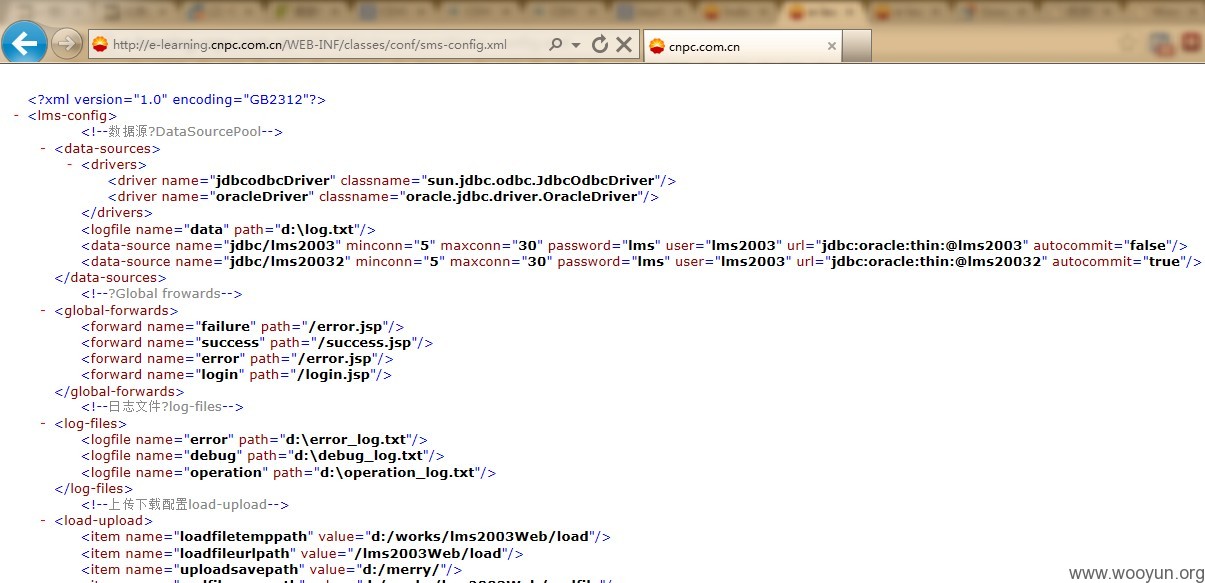 http://e-learning.cnpc.com.cn/WEB-INF/classes/conf/sms-config.xml
cnpc.com.cn
<?xml version="1.0" encoding="GB2312"?>
- <lms-config>
<!--数据源?DataSourcePool-->
- <data-sources>
- <drivers>
<driver name="jdbcodbcDriver" classname="sun.jdbc.odbc.JdbcOdbcDriver"/>
<driver name="oracleDriver" classname="oracle.jdbc.driver.OracleDriver"/>
</drivers>
<logfile name="data" path="d:\log.txt"/>
<data-source name="jdbc/lms2003" minconn="5" maxconn="30" password="lms" user="lms2003" url="jdbc:oracle:thin:@lms2003" autocommit="false"/>
<data-source name="jdbc/lms20032" minconn="5" maxconn="30" password="lms" user="lms2003" url="jdbc:oracle:thin:@lms20032" autocommit="true"/>
</data-sources>
<!--?Global frowards-->
- <global-forwards>
<forward name="failure" path="/error.jsp"/>
<forward name="success" path="/success.jsp"/>
<forward name="error" path="/error.jsp"/>
<forward name="login" path="/login.jsp"/>
</global-forwards>
<!--日志文件?log-files-->
- <log-files>
<logfile name="error" path="d:\error_log.txt"/>
<logfile name="debug" path="d:\debug_log.txt"/>
<logfile name="operation" path="d:\operation_log.txt"/>
</log-files>
<!--上传下载配置load-upload-->
- <load-upload>
<item name="loadfiletemppath" value="d:/works/lms2003Web/load"/>
<item name="loadfileurlpath" value="/lms2003Web/load"/>
<item name="uploadsavepath" value="d:/merry/"/>
www.wooyun.org